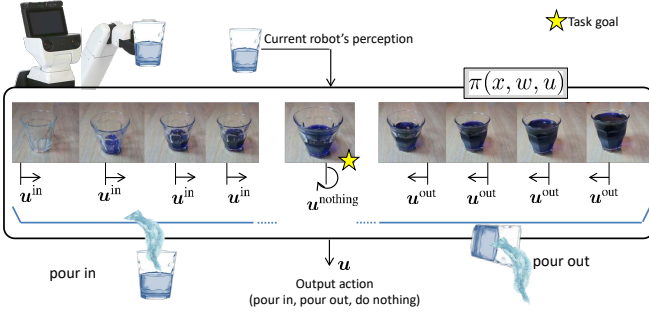 Task goal
Current robot's perception
π(x, w, u)
u^in u^in u^in u^in u^nothing u^out u^out u^out u^out
pour in
u
pour out
Output action
(pour in, pour out, do nothing)